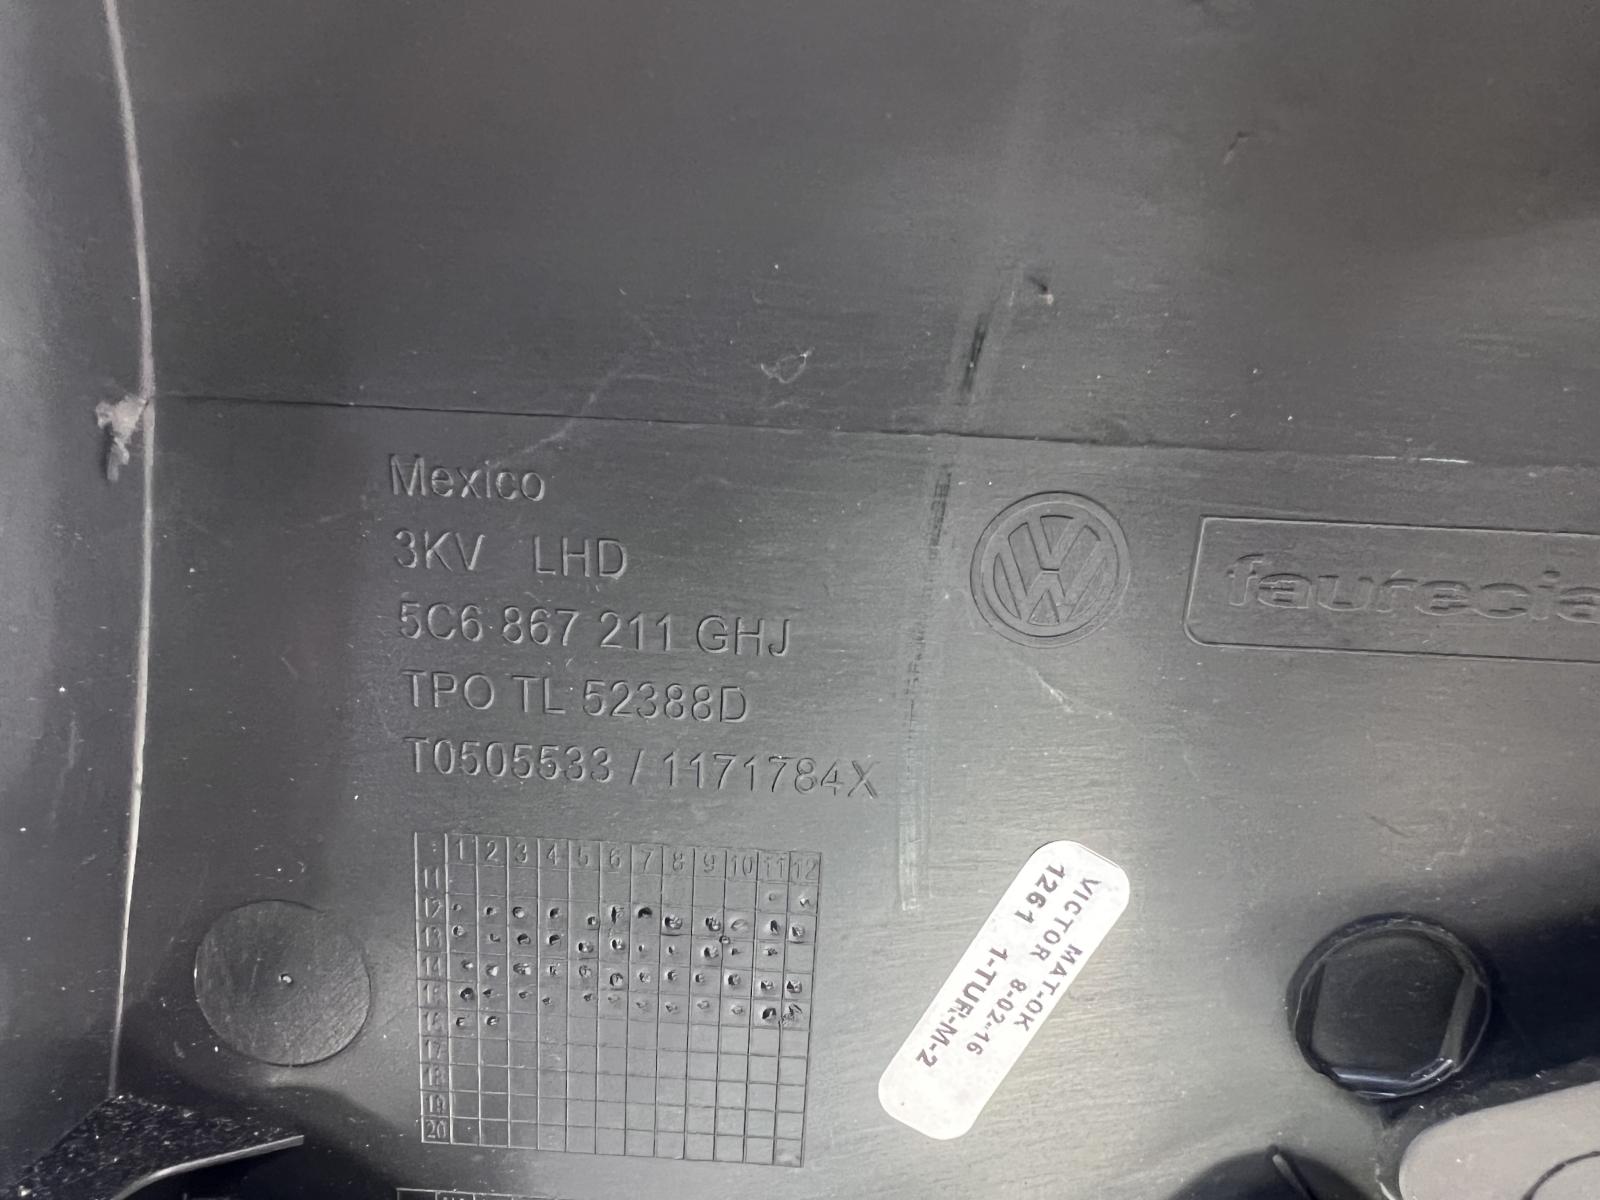 Mexico
3KV LHD
5C6 867 211 GHJ
TPO TL 52388D
T0505533 / 1171784X
faurecia
1 2 3 4 5 6 7 8 9 10 11 12
11
12
13
14
15
16
17
18
19
20
MAT-OK
VICTOR 8-02-16
1261 1-TUR-M-2